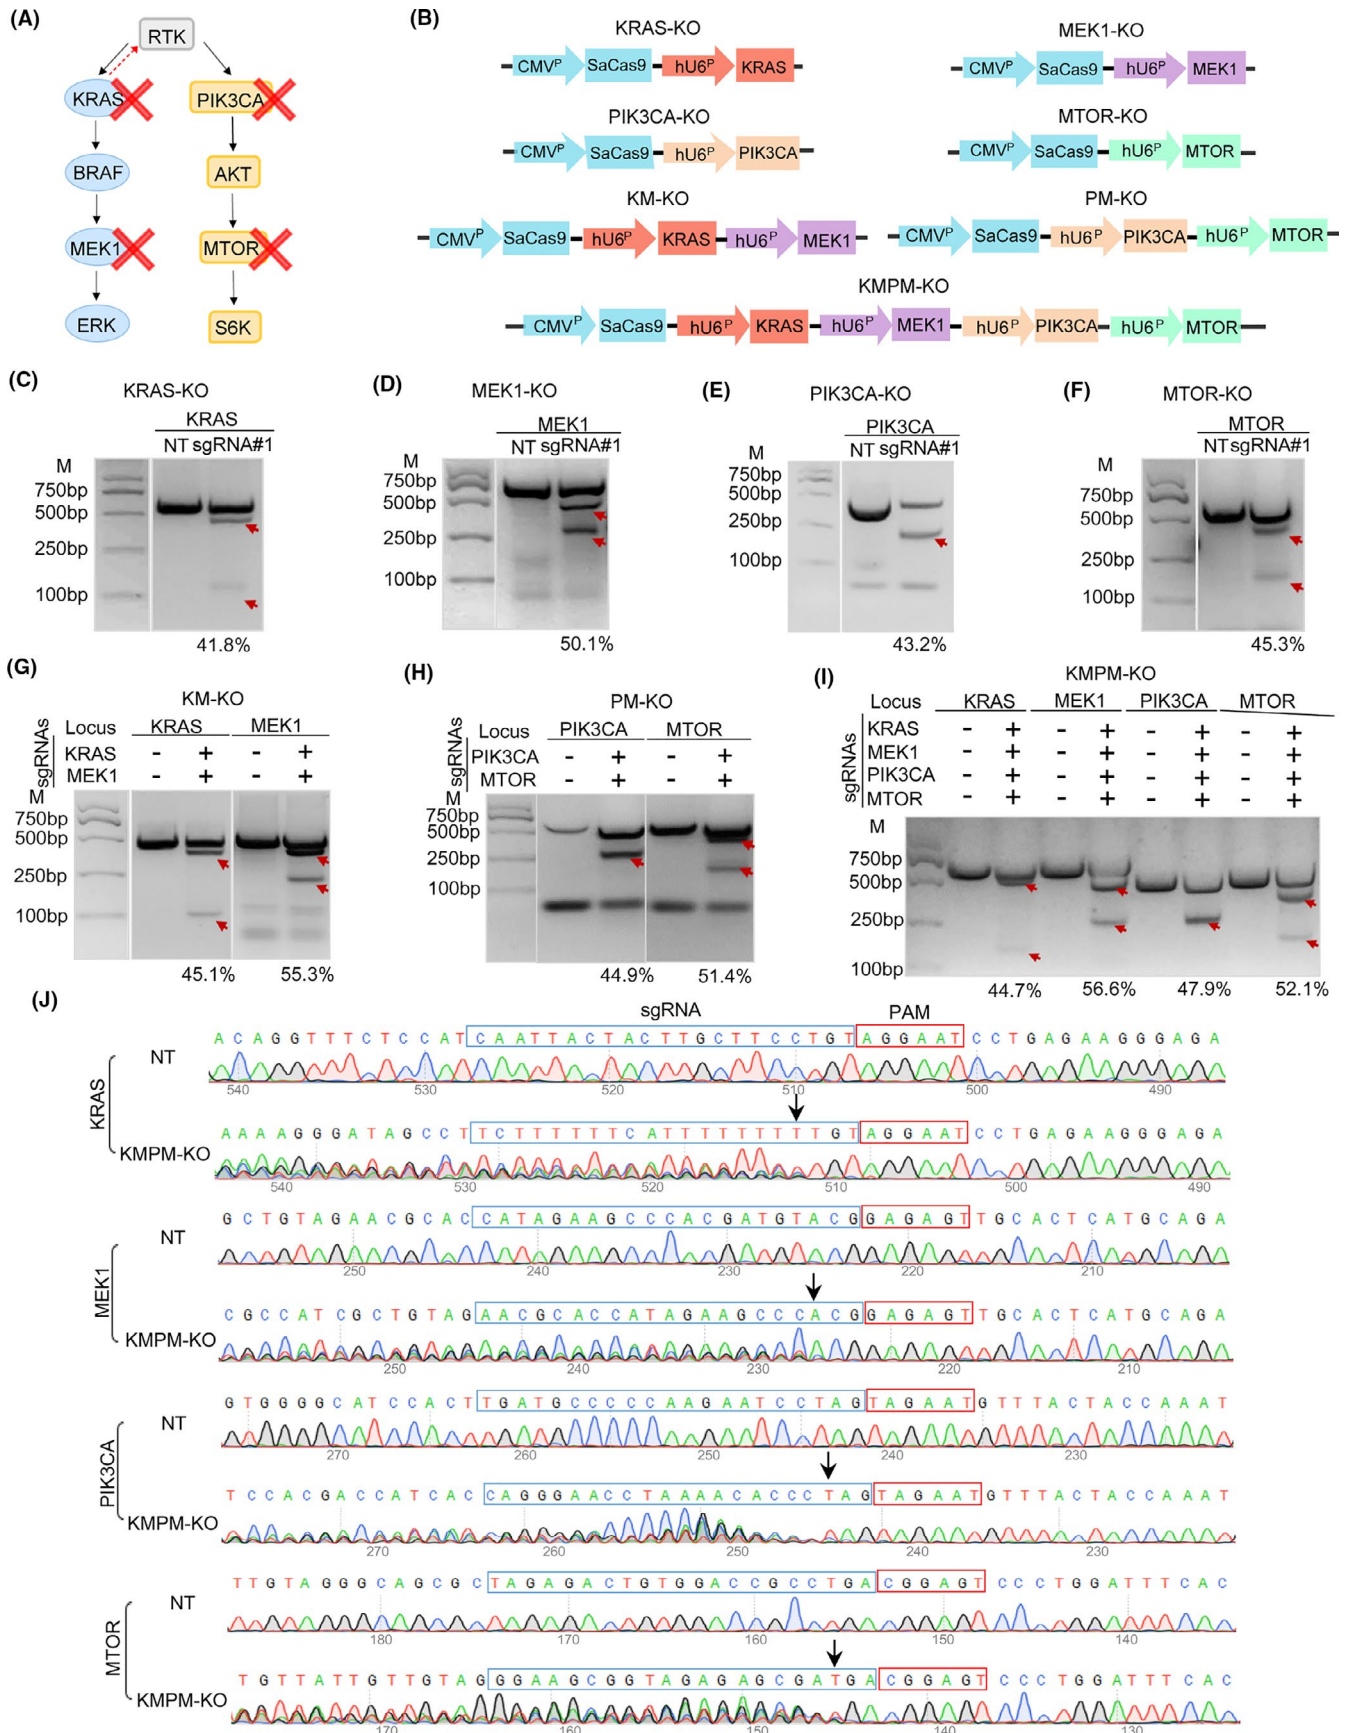 (A)
RTK
KRAS
PIK3CA
BRAF
AKT
MEK1
MTOR
ERK
S6K
(B)
KRAS-KO
CMVP SaCas9 hU6P KRAS
MEK1-KO
CMVP SaCas9 hU6P MEK1
PIK3CA-KO
CMVP SaCas9 hU6P PIK3CA
MTOR-KO
CMVP SaCas9 hU6P MTOR
KM-KO
CMVP SaCas9 hU6P KRAS hU6P MEK1
PM-KO
CMVP SaCas9 hU6P PIK3CA hU6P MTOR
KMPM-KO
CMVP SaCas9 hU6P KRAS hU6P MEK1 hU6P PIK3CA hU6P MTOR
(C)
KRAS-KO
KRAS
NT sgRNA#1
M
750bp
500bp
250bp
100bp
41.8%
(D)
MEK1-KO
MEK1
NT sgRNA#1
M
750bp
500bp
250bp
100bp
50.1%
(E)
PIK3CA-KO
PIK3CA
NT sgRNA#1
M
750bp
500bp
250bp
100bp
43.2%
(F)
MTOR-KO
MTOR
NT sgRNA#1
M
750bp
500bp
250bp
100bp
45.3%
(G)
KM-KO
Locus KRAS MEK1
sgRNAs
KRAS - + - +
MEK1 - + - +
M
750bp
500bp
250bp
100bp
45.1% 55.3%
(H)
PM-KO
Locus PIK3CA MTOR
sgRNAs
PIK3CA - + - +
MTOR - + - +
M
750bp
500bp
250bp
100bp
44.9% 51.4%
(I)
KMPM-KO
Locus KRAS MEK1 PIK3CA MTOR
sgRNAs
KRAS - + - + - + - +
MEK1 - + - + - + - +
PIK3CA - + - + - + - +
MTOR - + - + - + - +
M
750bp
500bp
250bp
100bp
44.7% 56.6% 47.9% 52.1%
(J)
sgRNA PAM
KRAS
NT
A C A G G T T T C T C C A T C A A T T A C T A C T T G C T T C C T G T A G G A A T C C T G A G A A G G G A G A
540 530 520 510 500 490
KMPM-KO
A A A A G G G A T A G C C T T C T T T T T T C A T T T T T T T T T G T A G G A A T C C T G A G A A G G G A G A
540 530 520 510 500 490
MEK1
NT
G C T G T A G A A C G C A C C A T A G A A G C C C A C G A T G T A C G G A G A G T T G C A C T C A T G C A G A
250 240 230 220 210
KMPM-KO
C G C C A T C G C T G T A G A A C G C A C C A T A G A A G C C C A C G G A G A G T T G C A C T C A T G C A G A
250 240 230 220 210
PIK3CA
NT
G T G G G G C A T C C A C T T G A T G C C C C C A A G A A T C C T A G T A G A A T G T T T A C T A C C A A A T
270 260 250 240 230
KMPM-KO
T C C A C G A C C A T C A C C A G G G A A C C T A A A A C A C C C T A G T A G A A T G T T T A C T A C C A A A T
270 260 250 240 230
MTOR
NT
T T G T A G G G C A G C G C T A G A G A C T G T G G A C C G C C T G A C G G A G T C C C T G G A T T T C A C
180 170 160 150 140
KMPM-KO
T G T T A T T G T T G T A G G G A A G C G G T A G A G A G C G A T G A C G G A G T C C C T G G A T T T C A C
170 160 150 140 130